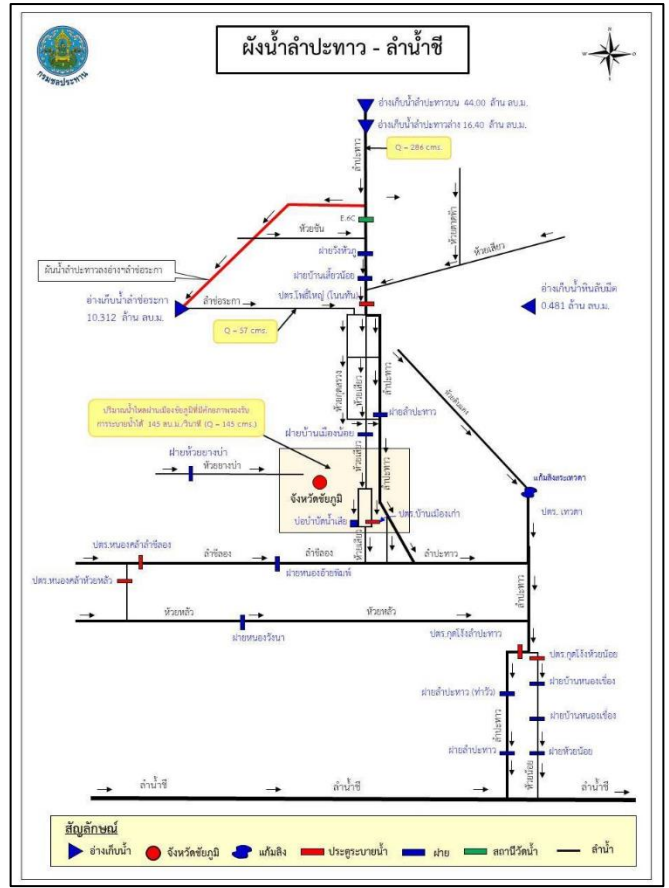 ผังน้ำลำปะทาว - ลำน้ำชี
กรมชลประทาน
N
อ่างเก็บน้ำลำปะทาวบน 44.00 ล้าน ลบ.ม.
อ่างเก็บน้ำลำปะทาวล่าง 16.40 ล้าน ลบ.ม.
Q = 286 cms.
ลำปะทาว
E.6C
ห้วยชัน
ห้วยตาดฟ้า
ห้วยเสียว
ฝายวังหัวภู
ฝายบ้านเสี้ยวน้อย
ผันน้ำลำปะทาวลงอ่างฯลำช่อระกา
อ่างเก็บน้ำลำช่อระกา
10.312 ล้าน ลบ.ม.
ลำช่อระกา
Q = 57 cms.
ปตร.โพธิ์ใหญ่ (โนนทัน)
อ่างเก็บน้ำหินลับมีด
0.481 ล้าน ลบ.ม.
ห้วยกุดสรวง
ห้วยเสียว
ลำปะทาว
ฝายลำปะทาว
ปริมาณน้ำไหลผ่านเมืองชัยภูมิที่มีศักยภาพรองรับ
การระบายน้ำได้ 145 ลบ.ม./วินาที (Q = 145 cms.)
ฝายบ้านเมืองน้อย
ฝายห้วยยางบ่า
ห้วยยางบ่า
จังหวัดชัยภูมิ
ห้วยเสียว
ลำปะทาว
บ่อบำบัดน้ำเสีย
ปตร.บ้านเมืองเก่า
ห้วยเสียว
แก้มลิงสระเทวดา
ปตร. เทวดา
ปตร.หนองคล้าลำชีลอง
ลำชีลอง
ลำชีลอง
ลำปะทาว
ปตร.หนองคล้าห้วยหลัว
ฝายหนองอ้ายพิมพ์
ห้วยหลัว
ห้วยหลัว
ฝายหนองวังนา
ลำปะทาว
ปตร.กุดโง้งลำปะทาว
ปตร.กุดโง้งห้วยน้อย
ฝายบ้านหนองเขื่อง
ฝายลำปะทาว (ท่าวัว)
ฝายบ้านหนองเขื่อง
ลำปะทาว
ฝายลำปะทาว
ฝายห้วยน้อย
ห้วยน้อย
ลำน้ำชี
ลำน้ำชี
ลำน้ำชี
สัญลักษณ์
อ่างเก็บน้ำ
จังหวัดชัยภูมิ
แก้มลิง
ประตูระบายน้ำ
ฝาย
สถานีวัดน้ำ
ลำน้ำ